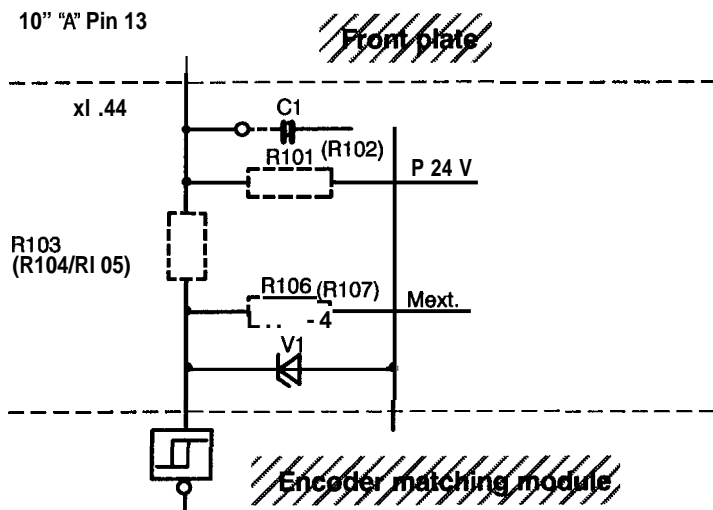 10” “A” Pin 13
Front plate
xl .44
C1
R101 (R102)
P 24 V
R103
(R104/RI 05)
R106 (R107)
Mext.
- 4
V1
Encoder matching module